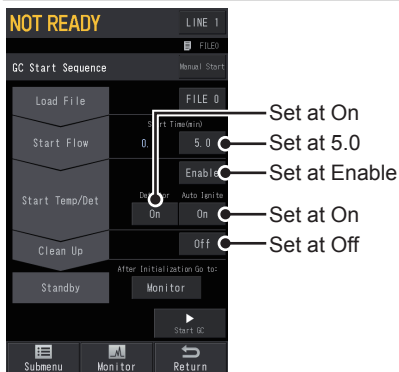 NOT READY
LINE 1
FILE0
GC Start Sequence
Manual Start
Load File
FILE 0
Set at On
Start Time(min)
Start Flow
0.
5.0
Set at 5.0
Enable
Set at Enable
Start Temp/Det
Auto Ignite
On
On
Set at On
Clean Up
Off
Set at Off
After Initialization Go to:
Standby
Monitor
Start GC
Submenu
Monitor
Return